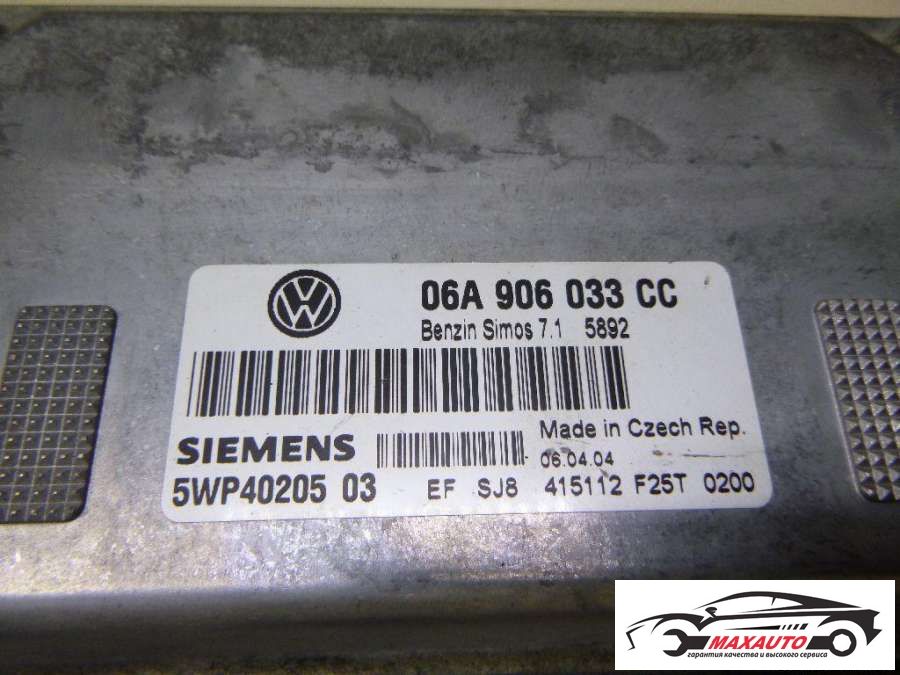 06A 906 033 CC
Benzin Simos 7.1 5892
SIEMENS
Made in Czech Rep.
06.04.04
5WP40205 03
EF SJ8 415112 F25T 0200
MAXAUTO
гарантия качества и высокого сервиса